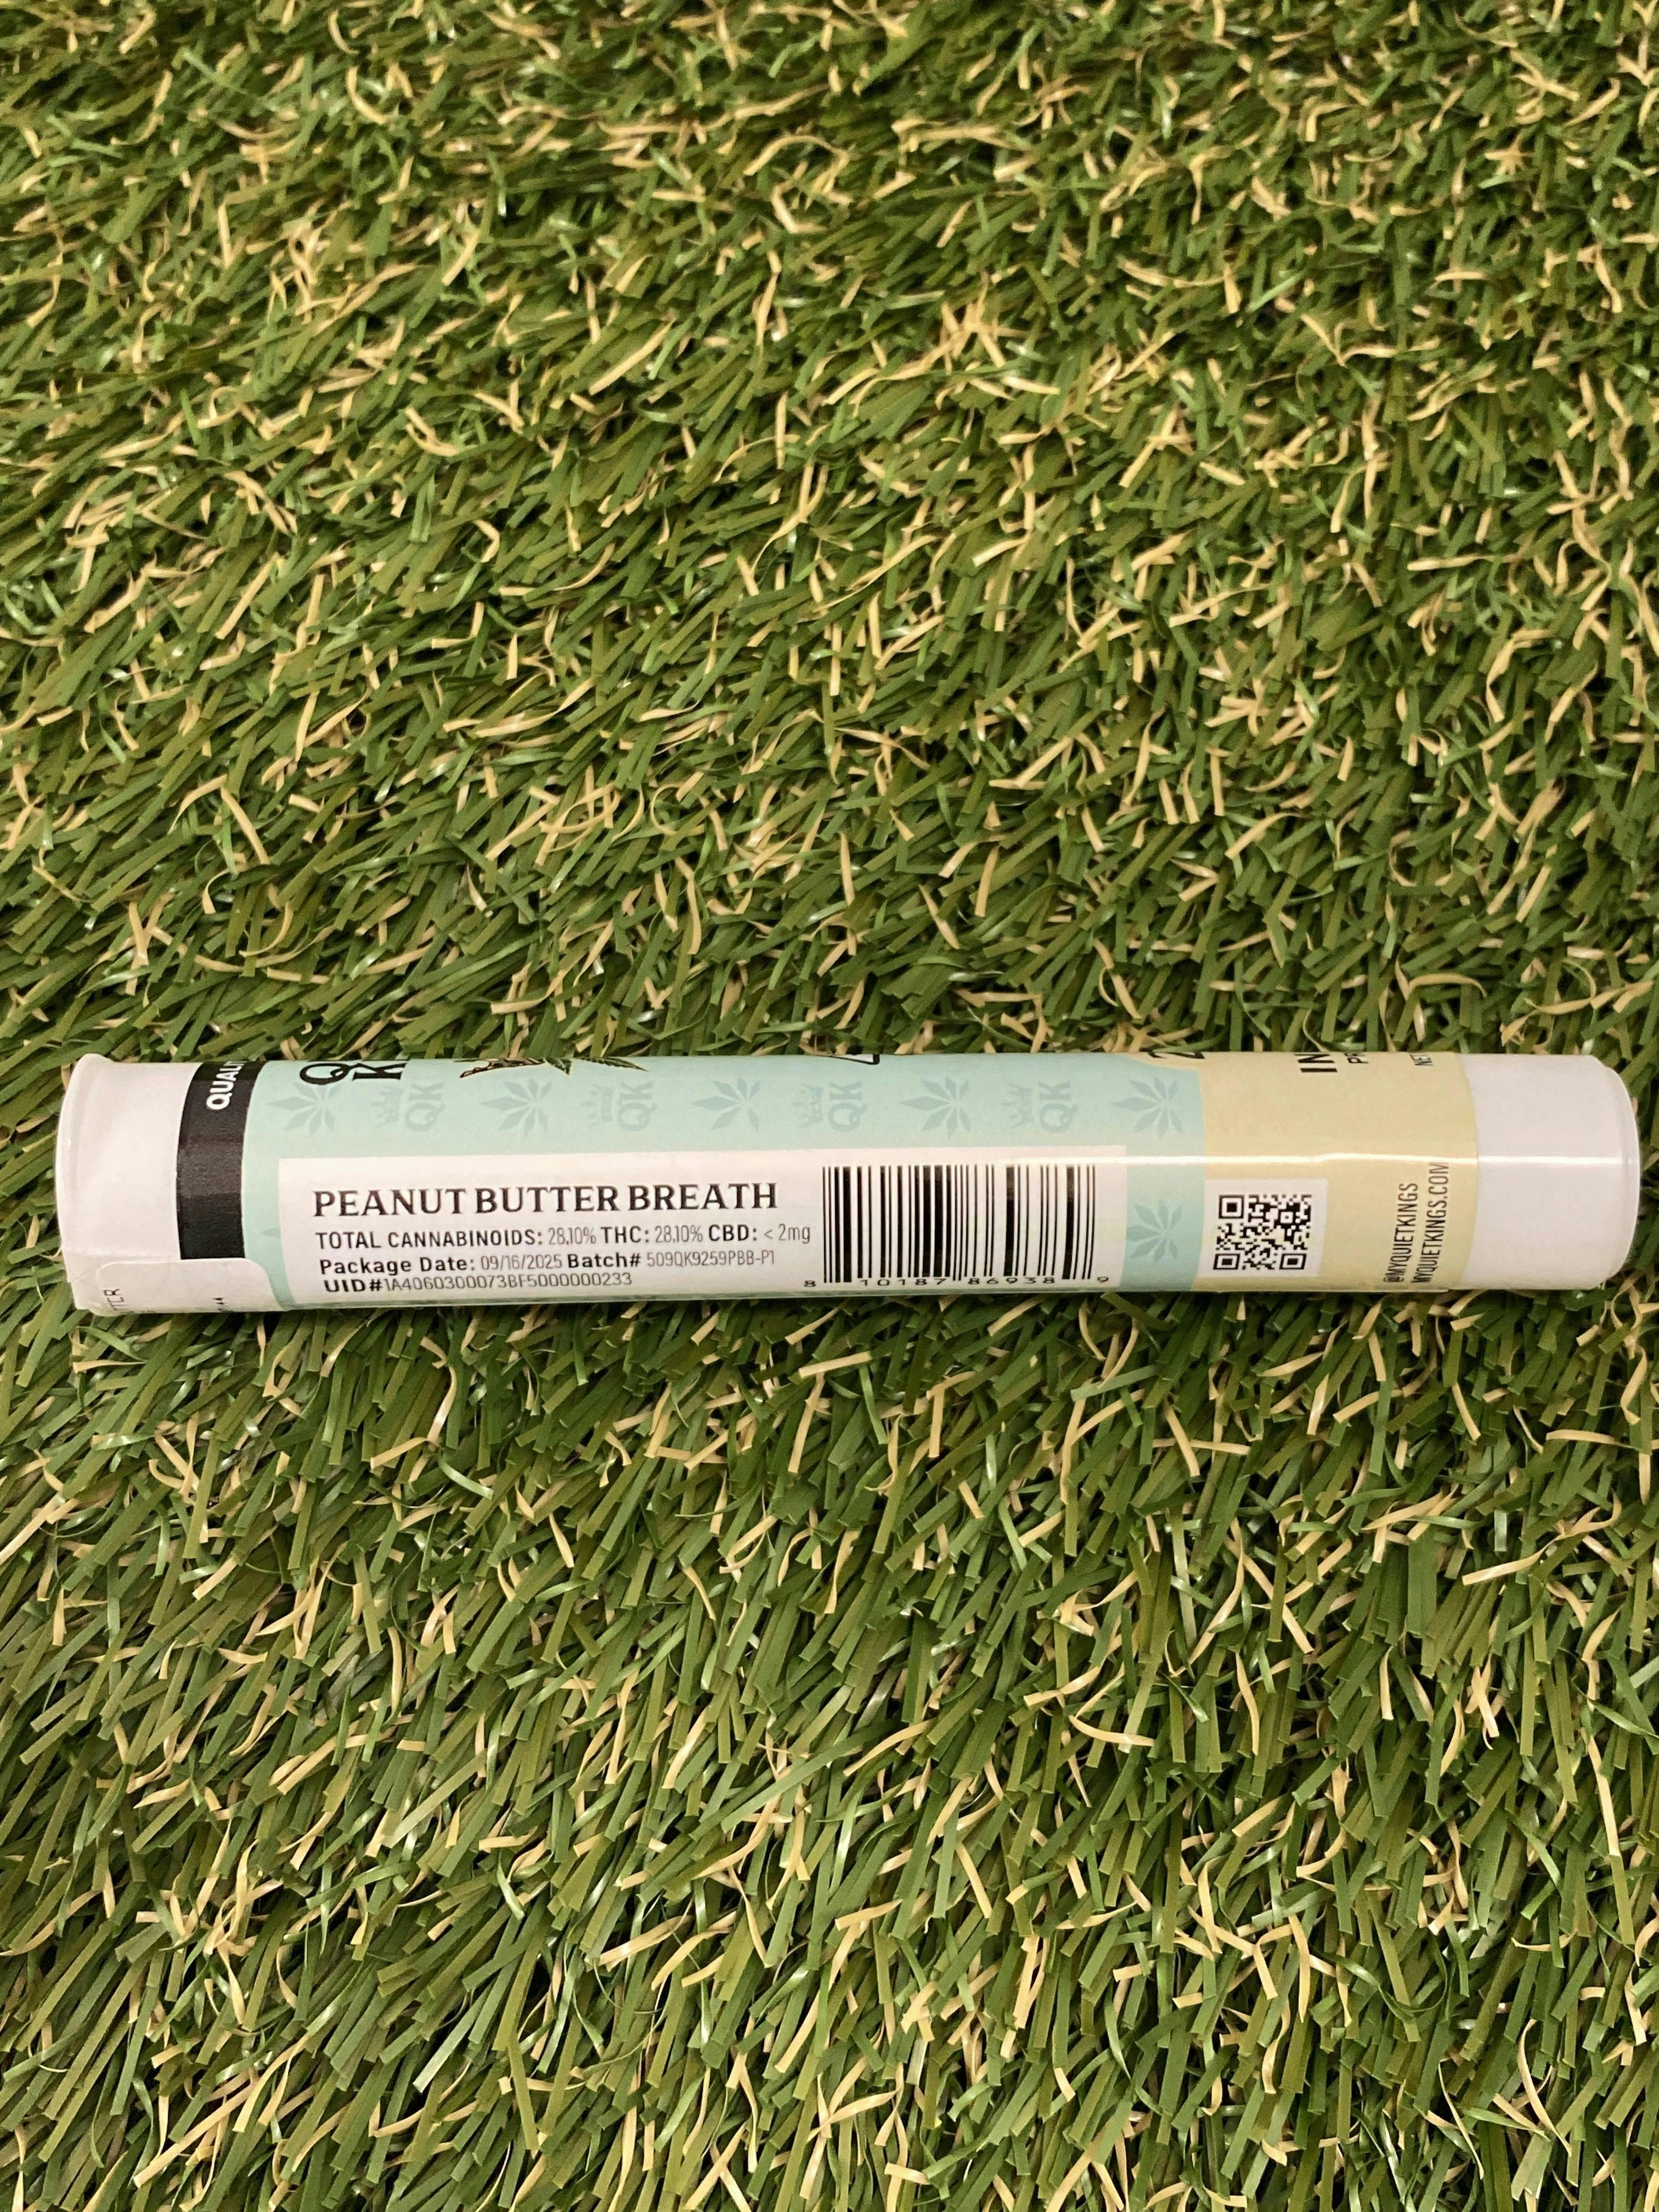 PEANUT BUTTER BREATH
TOTAL CANNABINOIDS: 28.10% THC: 28.10% CBD: < 2mg
Package Date: 09/16/2025 Batch# 509QK9259PBB-P1
UID#1A4060300073BF5000000233
8 10187 86938 9
@MYQUIETKINGS
MYQUIETKINGS.COM
QK
QK
QK
QK